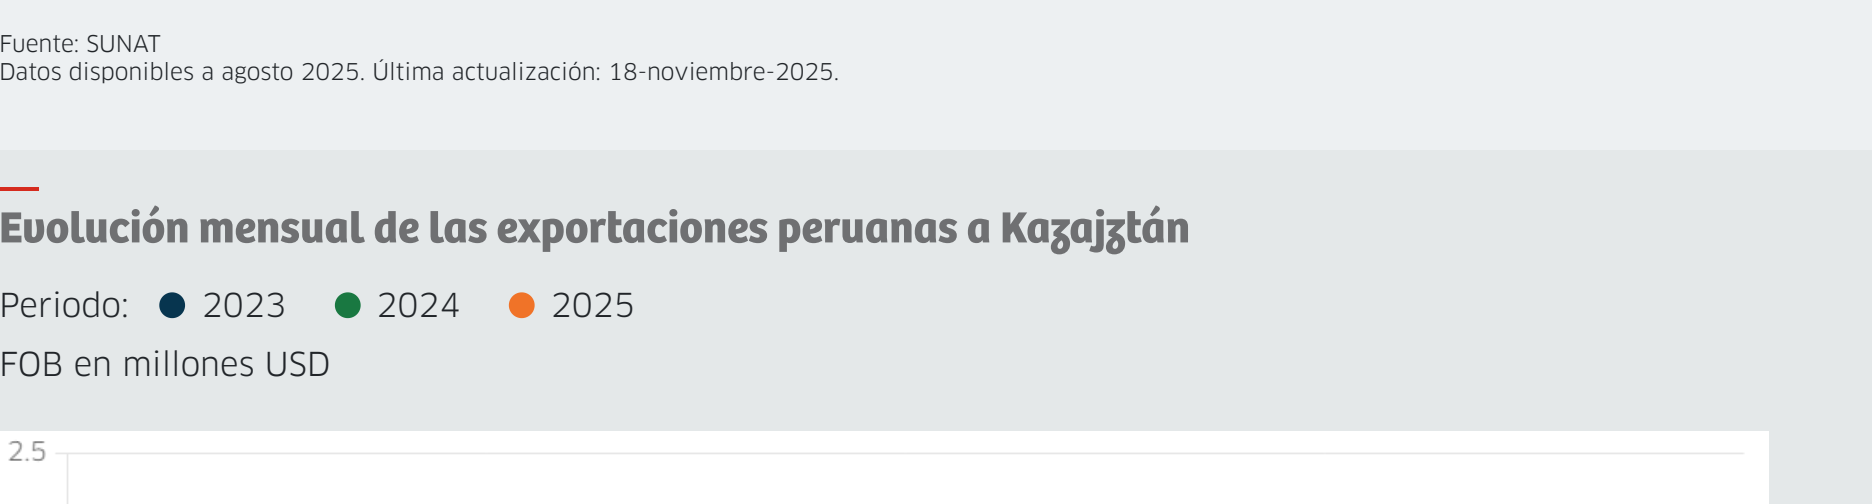 Fuente: SUNAT
Datos disponibles a agosto 2025. Última actualización: 18-noviembre-2025.
Evolución mensual de las exportaciones peruanas a Kazajztán
Periodo: 2023 2024 2025
FOB en millones USD
2.5